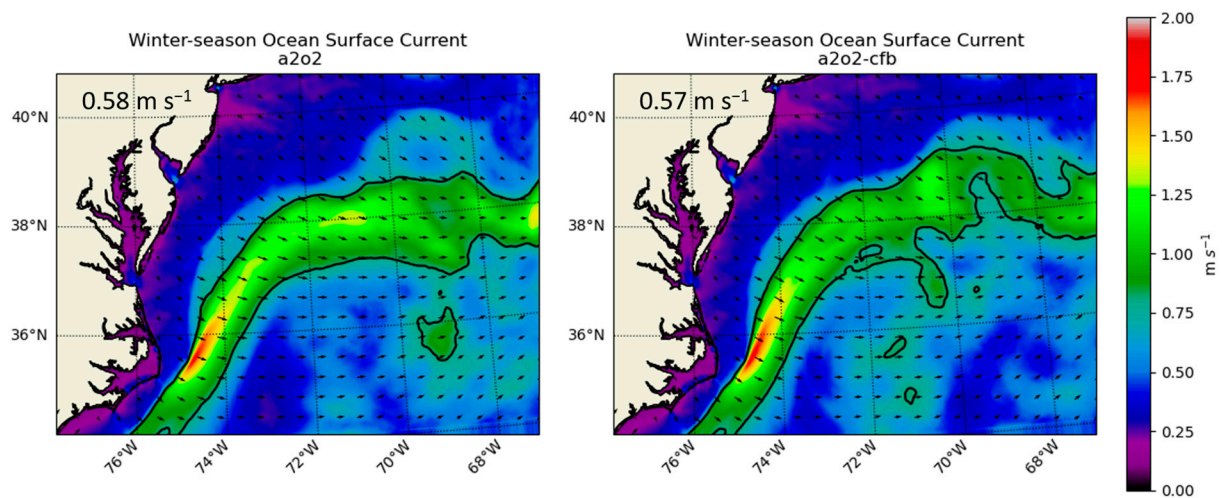 Winter-season Ocean Surface Current
a2o2
0.58 m s⁻¹
40°N
38°N
36°N
76°W
74°W
72°W
70°W
68°W
Winter-season Ocean Surface Current
a2o2-cfb
0.57 m s⁻¹
40°N
38°N
36°N
76°W
74°W
72°W
70°W
68°W
2.00
1.75
1.50
1.25
1.00
0.75
0.50
0.25
0.00
m s⁻¹